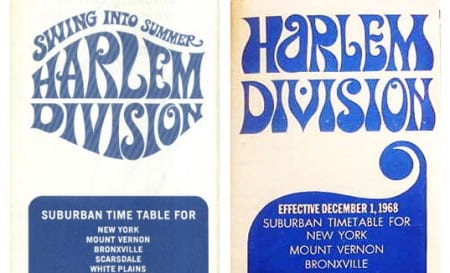 SWING INTO SUMMER
HARLEM
DIVISION
SUBURBAN TIME TABLE FOR
NEW YORK
MOUNT VERNON
BRONXVILLE
SCARSDALE
WHITE PLAINS
HARLEM
DIVISION
EFFECTIVE DECEMBER 1, 1968
SUBURBAN TIMETABLE FOR
NEW YORK
MOUNT VERNON
BRONXVILLE